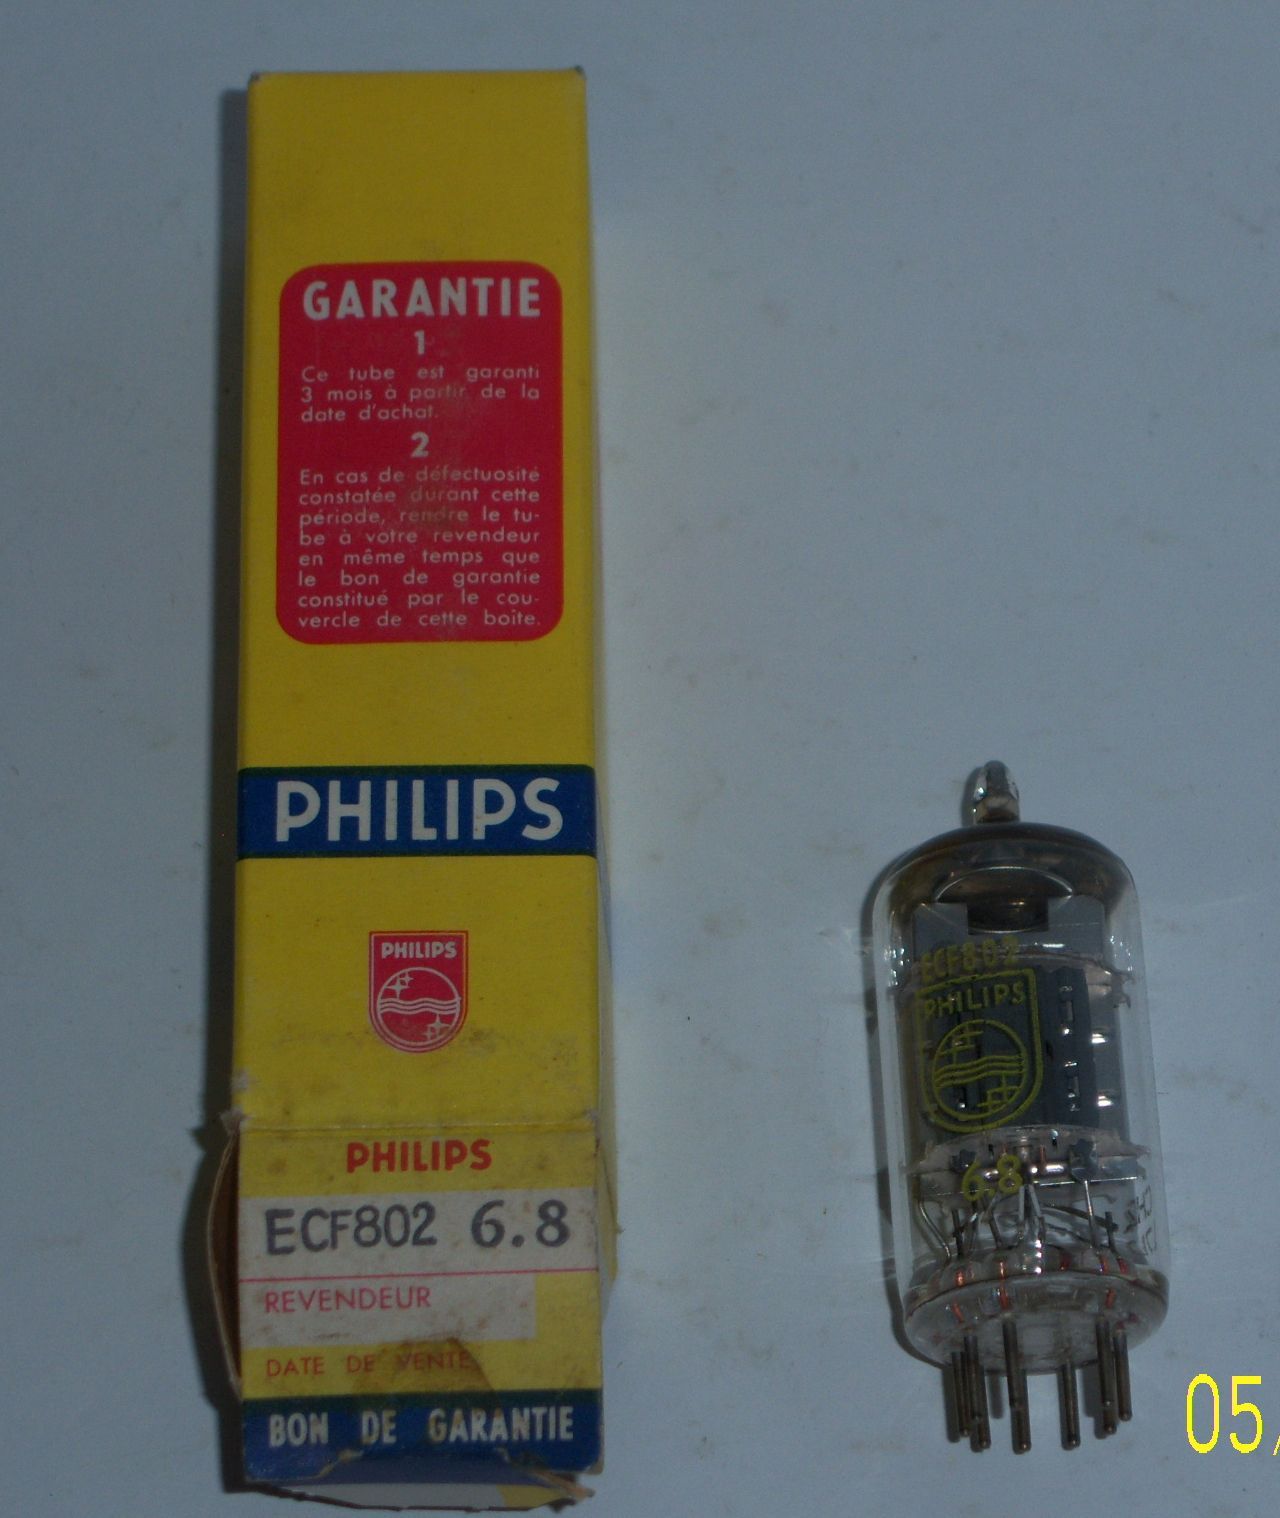 GARANTIE
1
Ce tube est garanti
3 mois à partir de la
date d'achat.
2
En cas de défectuosité
constatée durant cette
période, rendre le tu-
be à votre revendeur
en même temps que
le bon de garantie
constitué par le cou-
vercle de cette boîte.
PHILIPS
PHILIPS
PHILIPS
ECF802 6.8
REVENDEUR
DATE DE VENTE
BON DE GARANTIE
ECF802
PHILIPS
6.8
05/